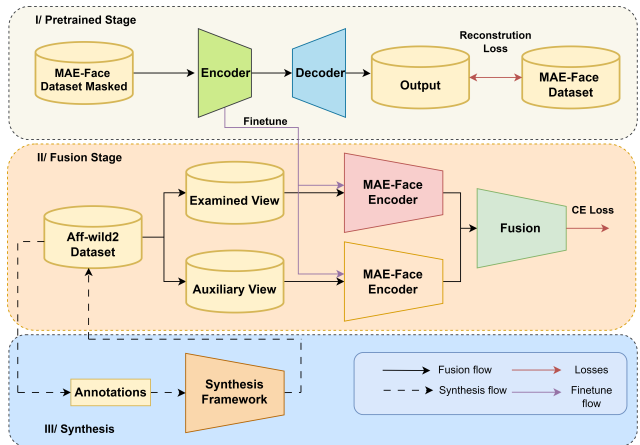 I/ Pretrained Stage
MAE-Face
Dataset Masked
Encoder
Decoder
Output
Reconstrution
Loss
MAE-Face
Dataset
Finetune
II/ Fusion Stage
Aff-wild2
Dataset
Examined View
Auxiliary View
MAE-Face
Encoder
MAE-Face
Encoder
Fusion
CE Loss
Annotations
Synthesis
Framework
III/ Synthesis
Fusion flow
Synthesis flow
Losses
Finetune
flow